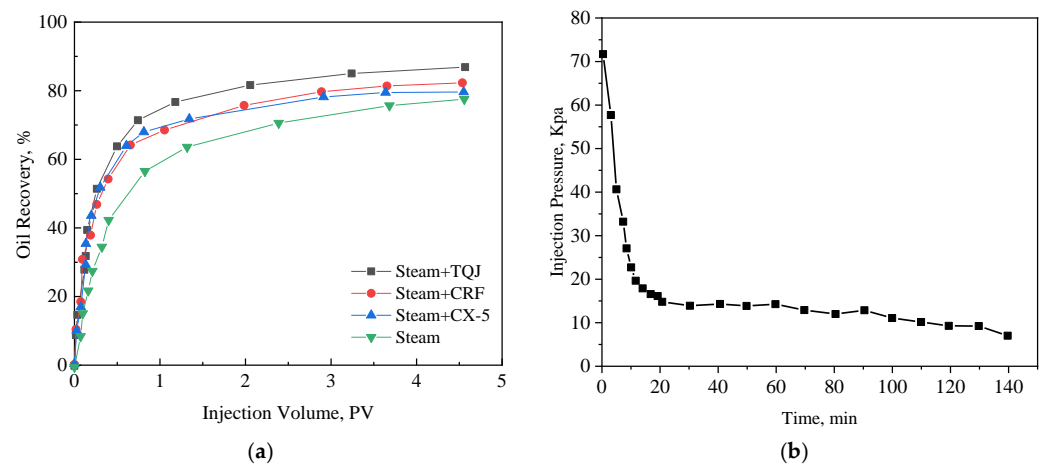 100
80
60
40
20
0
Oil Recovery, %
Steam+TQJ
Steam+CRF
Steam+CX-5
Steam
0 1 2 3 4 5
Injection Volume, PV
(a)
80
70
60
50
40
30
20
10
0
Injection Pressure, Kpa
0 20 40 60 80 100 120 140
Time, min
(b)